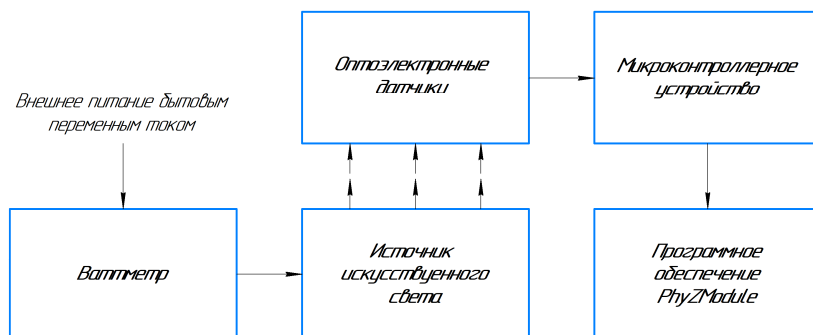 Оптоэлектронные
датчики
Микроконтроллерное
устройство
Внешнее питание бытовым
переменным током
Ваттметр
Источник
искусственного
света
Программное
обеспечение
PhyZModule